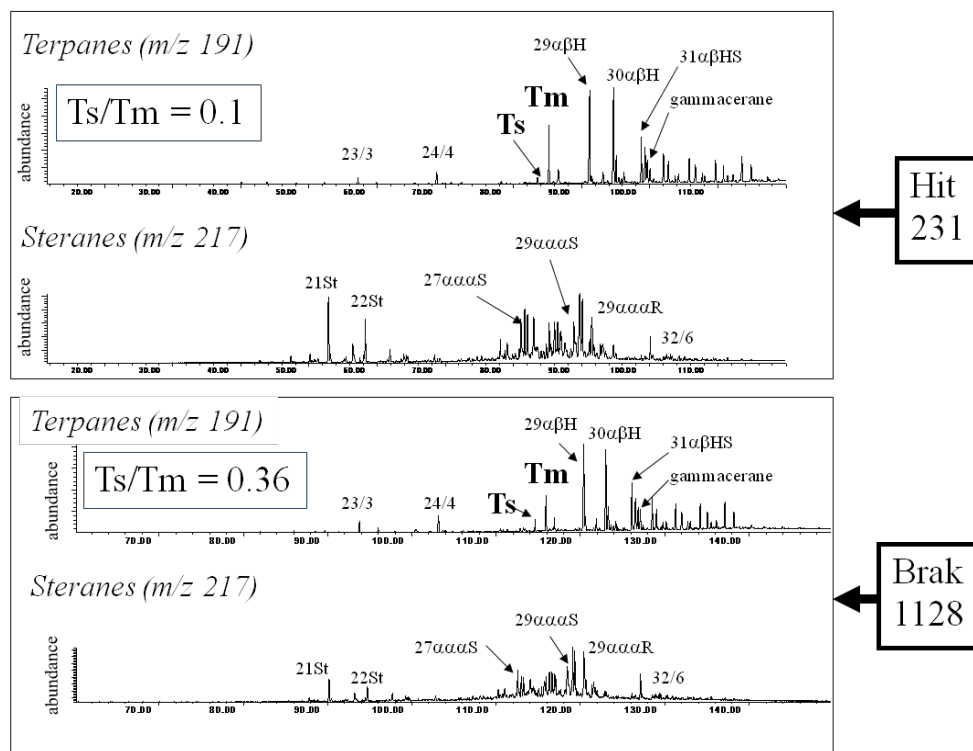 Terpanes (m/z 191)
Ts/Tm = 0.1
abundance
23/3
24/4
Ts
Tm
29αβH
30αβH
31αβHS
gammacerane
20.00 30.00 40.00 50.00 60.00 70.00 80.00 90.00 100.00 110.00
Steranes (m/z 217)
abundance
21St
22St
27αααS
29αααS
29αααR
32/6
20.00 30.00 40.00 50.00 60.00 70.00 80.00 90.00 100.00 110.00
Hit
231
Terpanes (m/z 191)
Ts/Tm = 0.36
abundance
23/3
24/4
Ts
Tm
29αβH
30αβH
31αβHS
gammacerane
70.00 80.00 90.00 100.00 110.00 120.00 130.00 140.00
Steranes (m/z 217)
abundance
21St
22St
27αααS
29αααS
29αααR
32/6
70.00 80.00 90.00 100.00 110.00 120.00 130.00 140.00
Brak
1128